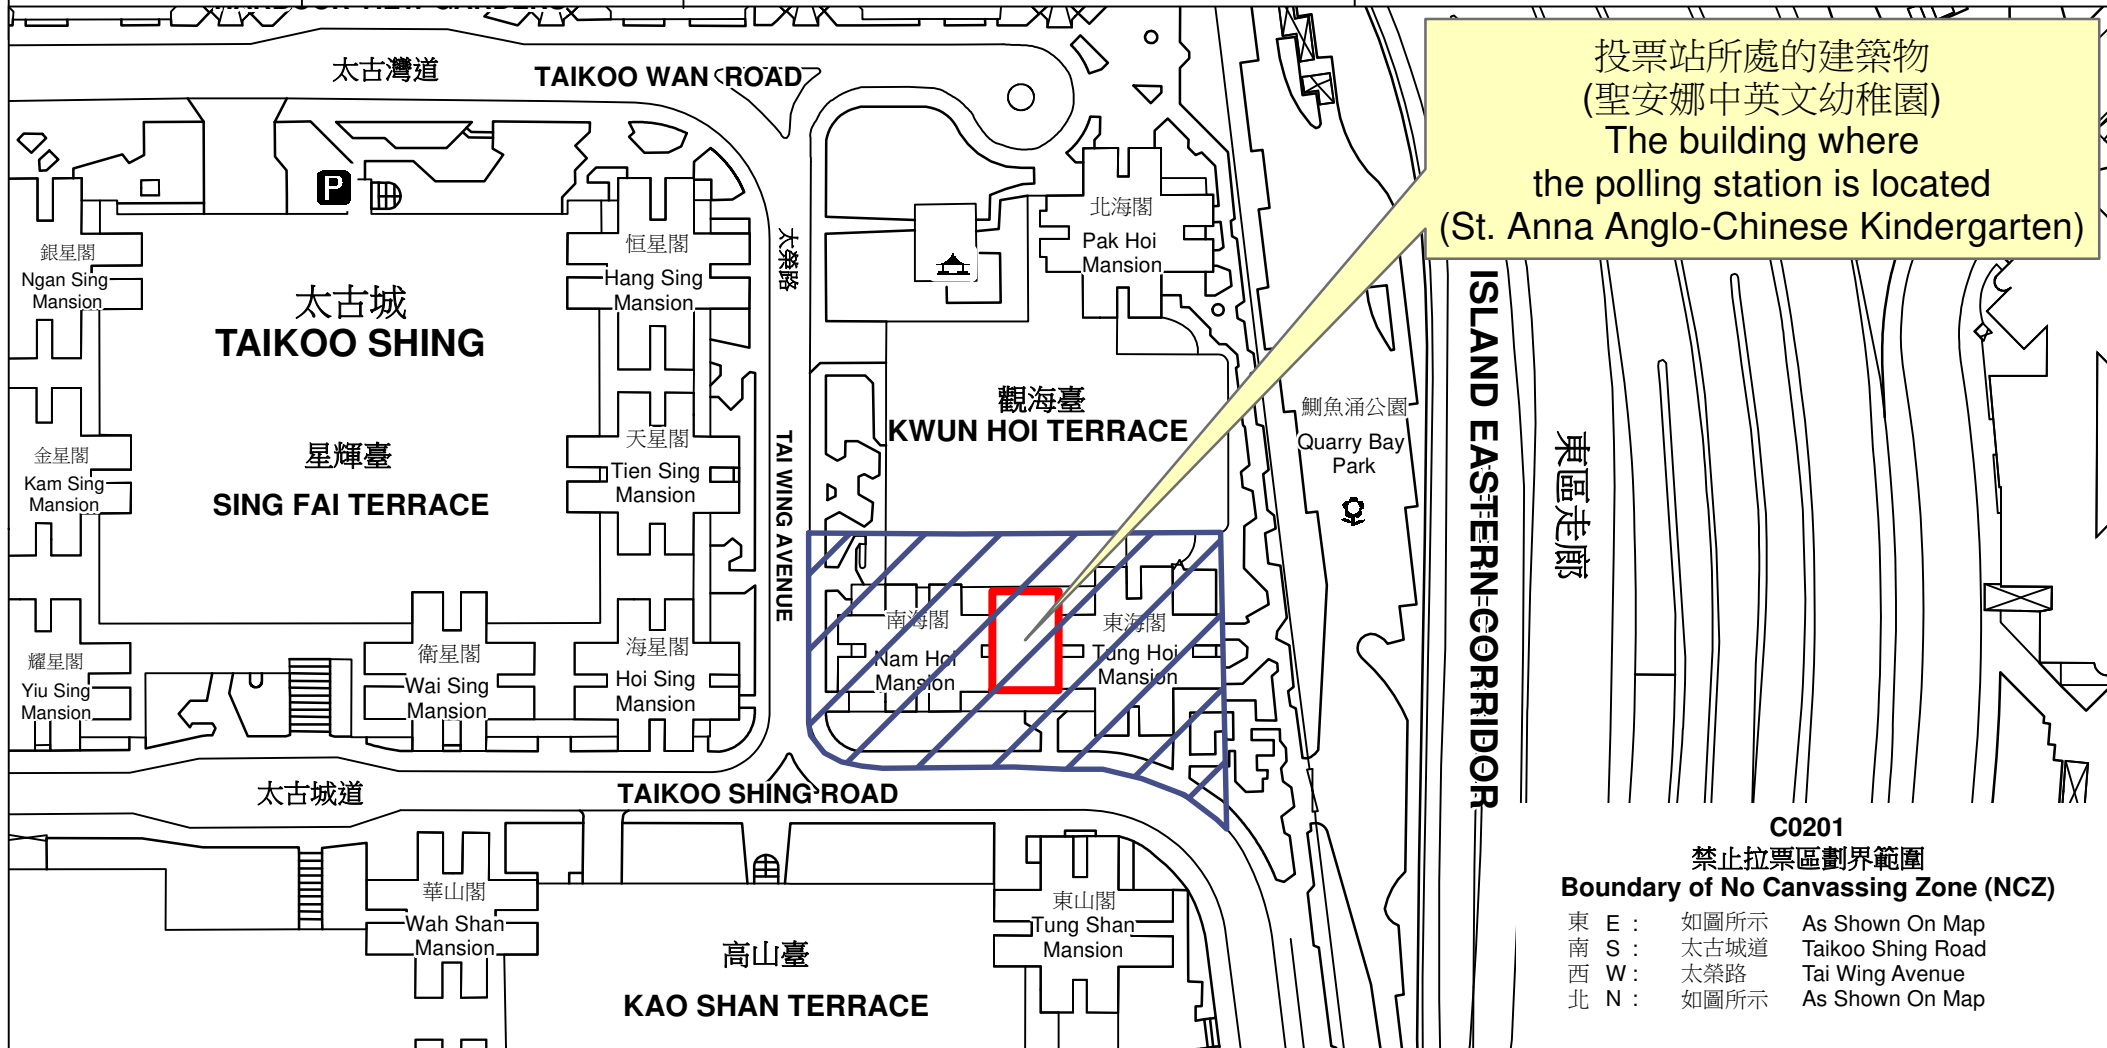 HARBOUR VIEW GARDENS
太古灣道
TAIKOO WAN ROAD
投票站所處的建築物
(聖安娜中英文幼稚園)
The building where
the polling station is located
(St. Anna Anglo-Chinese Kindergarten)
P
銀星閣
Ngan Sing
Mansion
恒星閣
Hang Sing
Mansion
太榮路
北海閣
Pak Hoi
Mansion
太古城
TAIKOO SHING
金星閣
Kam Sing
Mansion
星輝臺
SING FAI TERRACE
天星閣
Tien Sing
Mansion
TAI WING AVENUE
觀海臺
KWUN HOI TERRACE
鰂魚涌公園
Quarry Bay
Park
ISLAND EASTERN CORRIDOR
東區走廊
耀星閣
Yiu Sing
Mansion
衛星閣
Wai Sing
Mansion
海星閣
Hoi Sing
Mansion
南海閣
Nam Hoi
Mansion
東海閣
Tung Hoi
Mansion
太古城道
TAIKOO SHING ROAD
華山閣
Wah Shan
Mansion
高山臺
KAO SHAN TERRACE
東山閣
Tung Shan
Mansion
C0201
禁止拉票區劃界範圍
Boundary of No Canvassing Zone (NCZ)
東 E : 如圖所示 As Shown On Map
南 S : 太古城道 Taikoo Shing Road
西 W : 太榮路 Tai Wing Avenue
北 N : 如圖所示 As Shown On Map